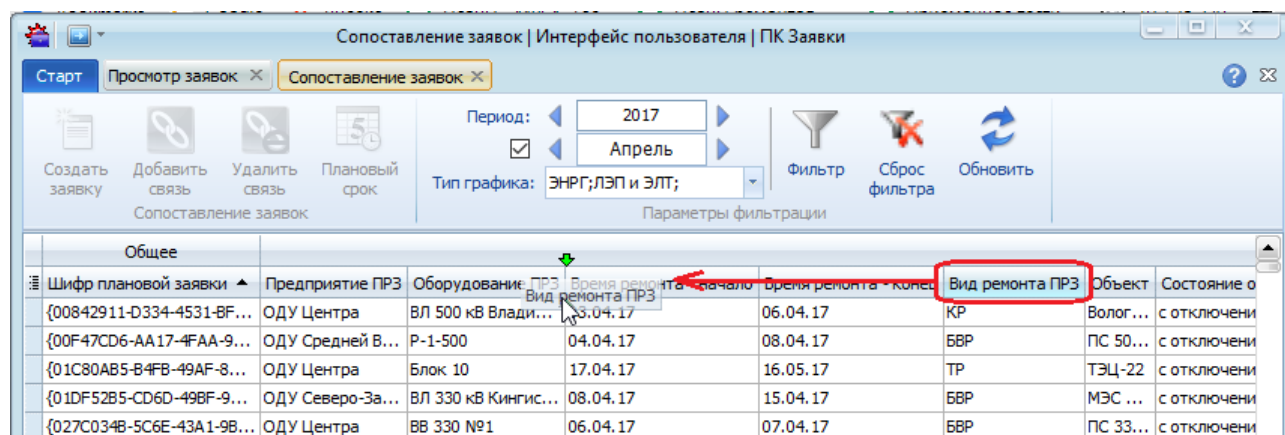 Сопоставление заявок | Интерфейс пользователя | ПК Заявки
Старт Просмотр заявок Сопоставление заявок
Период: 2017
Апрель
Создать заявку Добавить связь Удалить связь Плановый срок
Тип графика: ЭНРГ;ЛЭП и ЭЛТ;
Фильтр Сброс фильтра Обновить
Сопоставление заявок Параметры фильтрации
Общее
Шифр плановой заявки Предприятие ПРЗ Оборудование ПРЗ Время ремонта - Начало Время ремонта - Конец Вид ремонта ПРЗ Объект Состояние о
Вид ремонта ПРЗ
{00842911-D334-4531-BF... ОДУ Центра ВЛ 500 кВ Влади... 03.04.17 06.04.17 КР Волог... с отключени
{00F47CD6-AA17-4FAA-9... ОДУ Средней В... Р-1-500 04.04.17 08.04.17 БВР ПС 50... с отключени
{01C80AB5-B4FB-49AF-8... ОДУ Центра Блок 10 17.04.17 16.05.17 ТР ТЭЦ-22 с отключени
{01DF52B5-CD6D-49BF-9... ОДУ Северо-За... ВЛ 330 кВ Кингис... 08.04.17 15.04.17 БВР МЭС ... с отключени
{027C034B-5C6E-43A1-9B... ОДУ Центра ВВ 330 №1 06.04.17 07.04.17 БВР ПС 33... с отключени